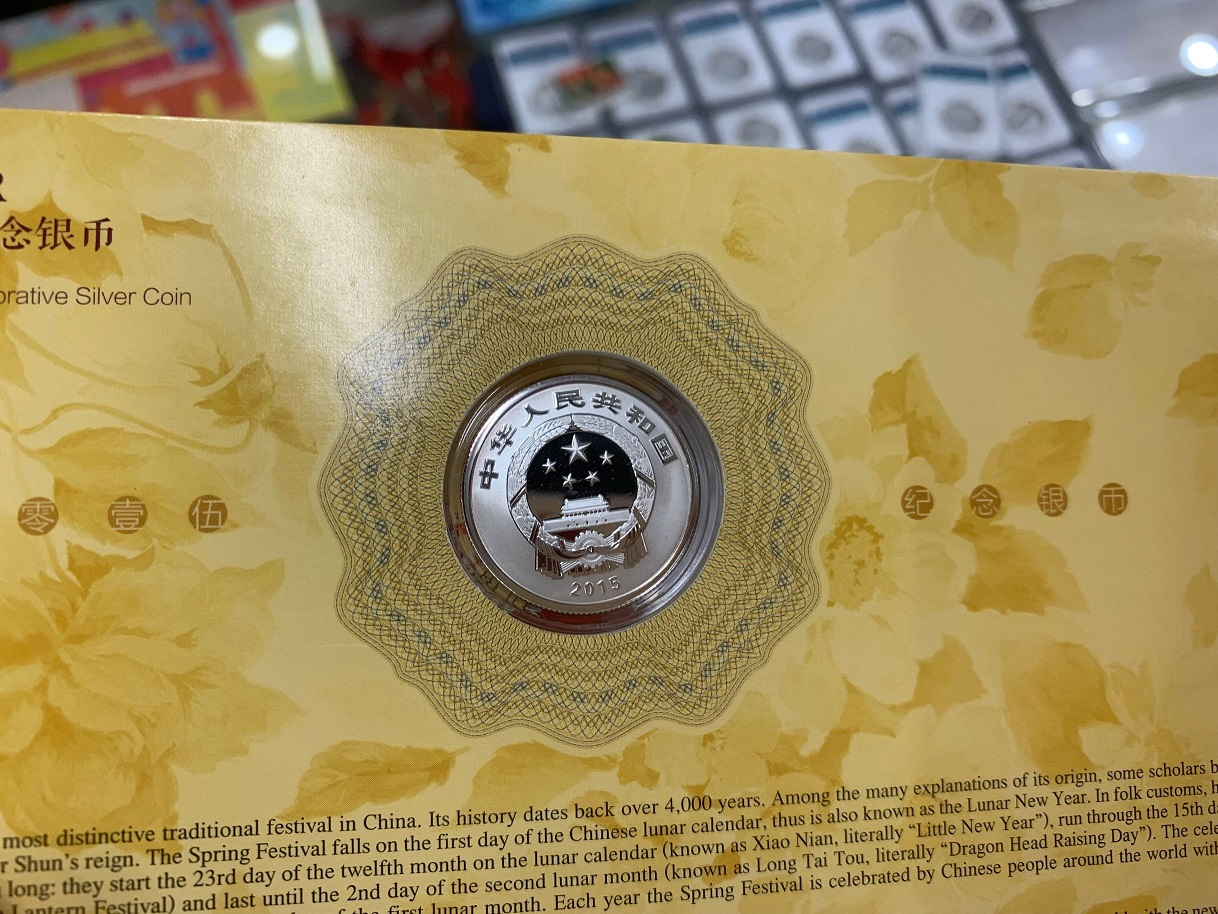 念银币
orative Silver Coin
中华人民共和国
2015
零 壹 伍
纪 念 银 币
most distinctive traditional festival in China. Its history dates back over 4,000 years. Among the many explanations of its origin, some scholars b
r Shun's reign. The Spring Festival falls on the first day of the Chinese lunar calendar, thus is also known as the Lunar New Year. In folk customs, h
long: they start the 23rd day of the twelfth month on the lunar calendar (known as Xiao Nian, literally “Little New Year”), run through the 15th d
Lantern Festival) and last until the 2nd day of the second lunar month (known as Long Tai Tou, literally “Dragon Head Raising Day”). The cele
of the first lunar month. Each year the Spring Festival is celebrated by Chinese people around the world with
with the new